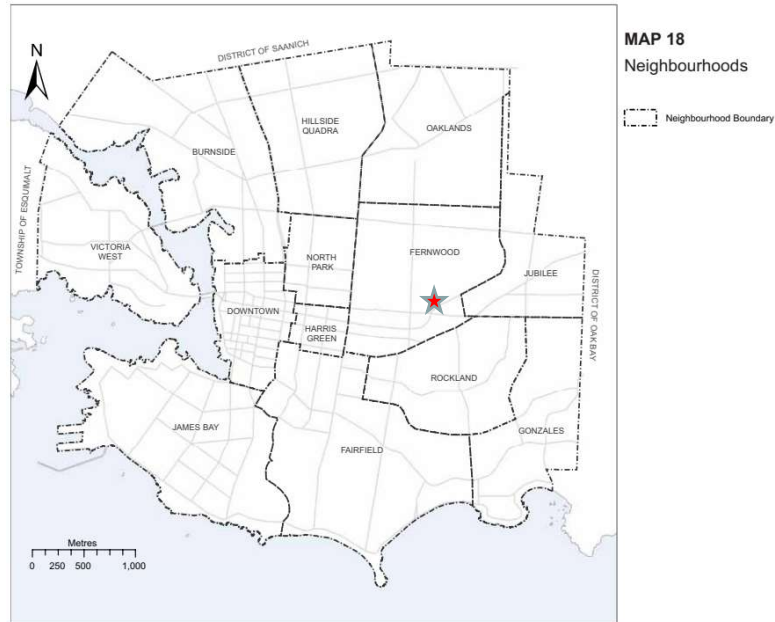 MAP 18
Neighbourhoods
Neighbourhood Boundary
N
DISTRICT OF SAANICH
HILLSIDE
QUADRA
OAKLANDS
BURNSIDE
TOWNSHIP OF ESQUIMALT
VICTORIA
WEST
NORTH
PARK
FERNWOOD
JUBILEE
DISTRICT OF OAK BAY
DOWNTOWN
HARRIS
GREEN
ROCKLAND
JAMES BAY
FAIRFIELD
GONZALES
Metres
0 250 500 1,000